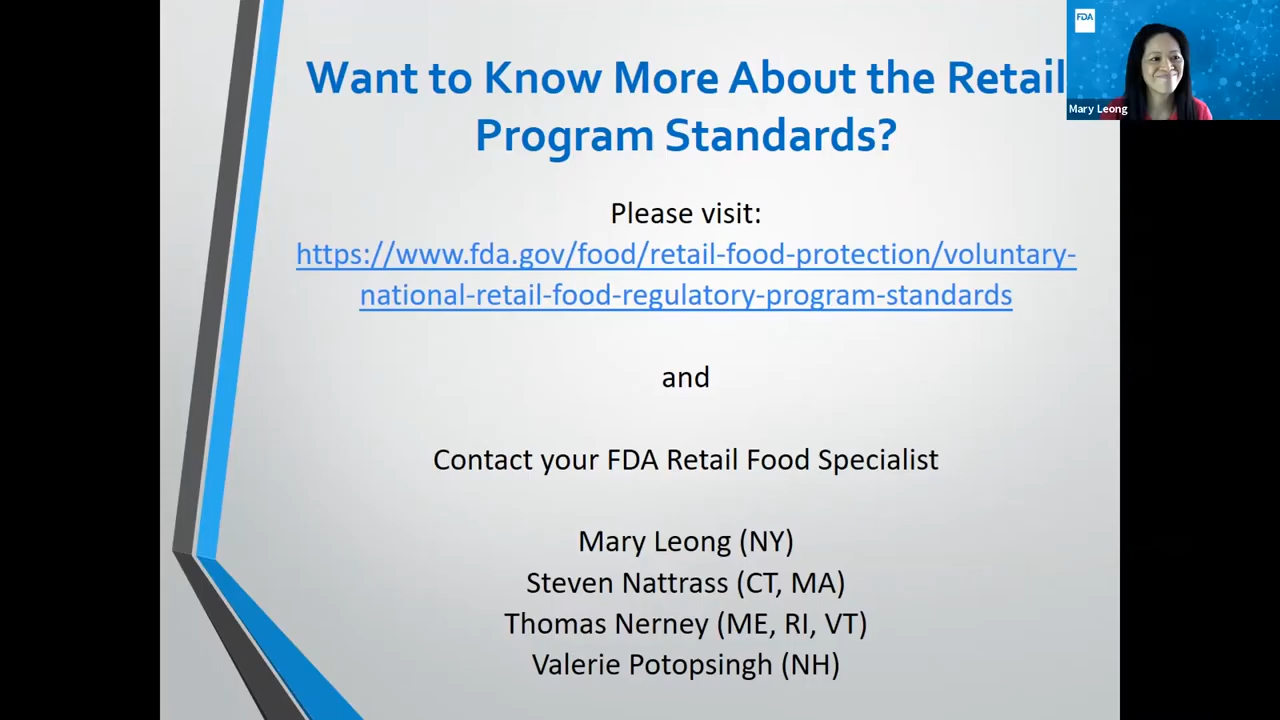 Want to Know More About the Retail
Program Standards?
Please visit:
https://www.fda.gov/food/retail-food-protection/voluntary-
national-retail-food-regulatory-program-standards
and
Contact your FDA Retail Food Specialist
Mary Leong (NY)
Steven Nattrass (CT, MA)
Thomas Nerney (ME, RI, VT)
Valerie Potopsingh (NH)
FDA
Mary Leong